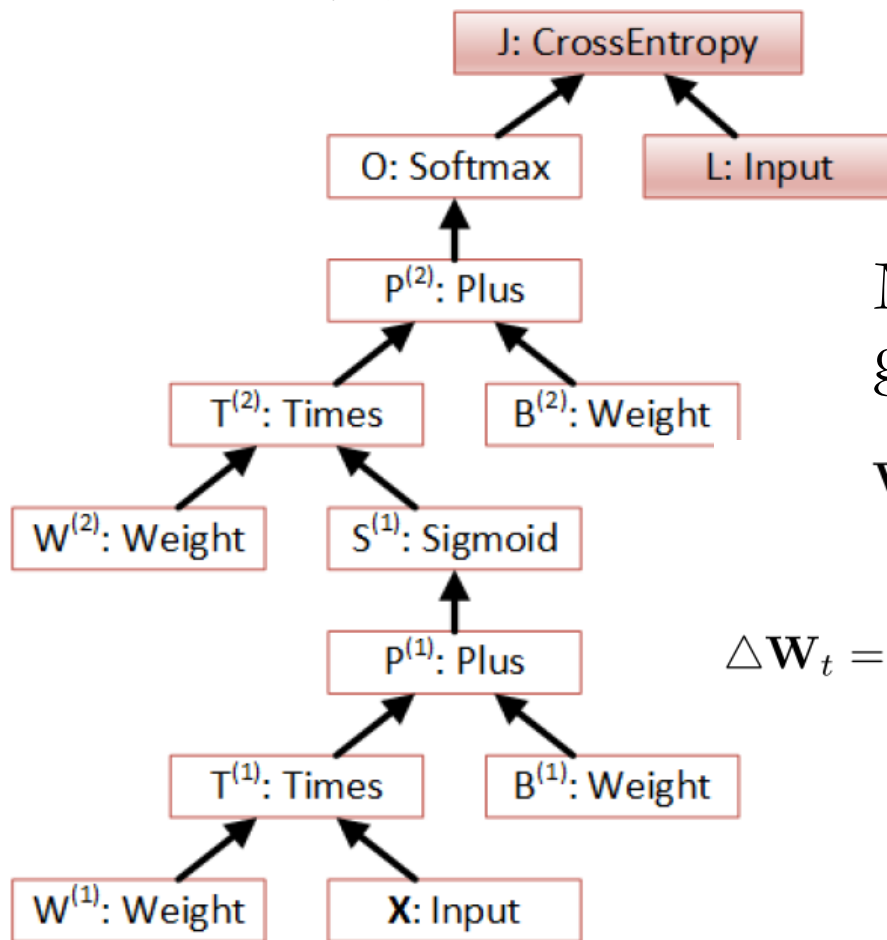 J: CrossEntropy
O: Softmax L: Input
P⁽²⁾: Plus
T⁽²⁾: Times B⁽²⁾: Weight
W⁽²⁾: Weight S⁽¹⁾: Sigmoid
P⁽¹⁾: Plus
△𝐖ₜ =
T⁽¹⁾: Times B⁽¹⁾: Weight
W⁽¹⁾: Weight X: Input